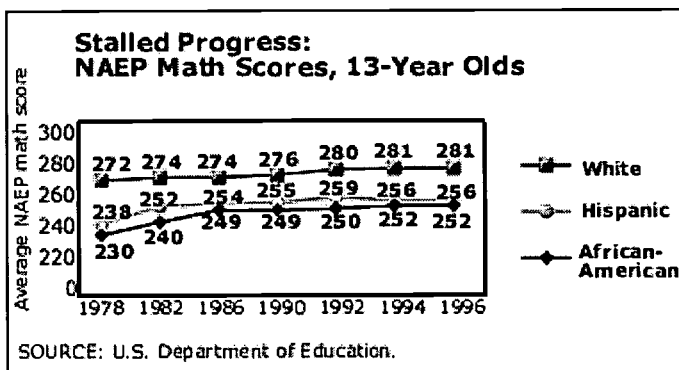 Stalled Progress:
NAEP Math Scores, 13-Year Olds
Average NAEP math score
300
280
260
240
220
0
272 274 274 276 280 281 281
238 252 254 255 259 256 256
230 240 249 249 250 252 252
1978 1982 1986 1990 1992 1994 1996
White
Hispanic
African-
American
SOURCE: U.S. Department of Education.